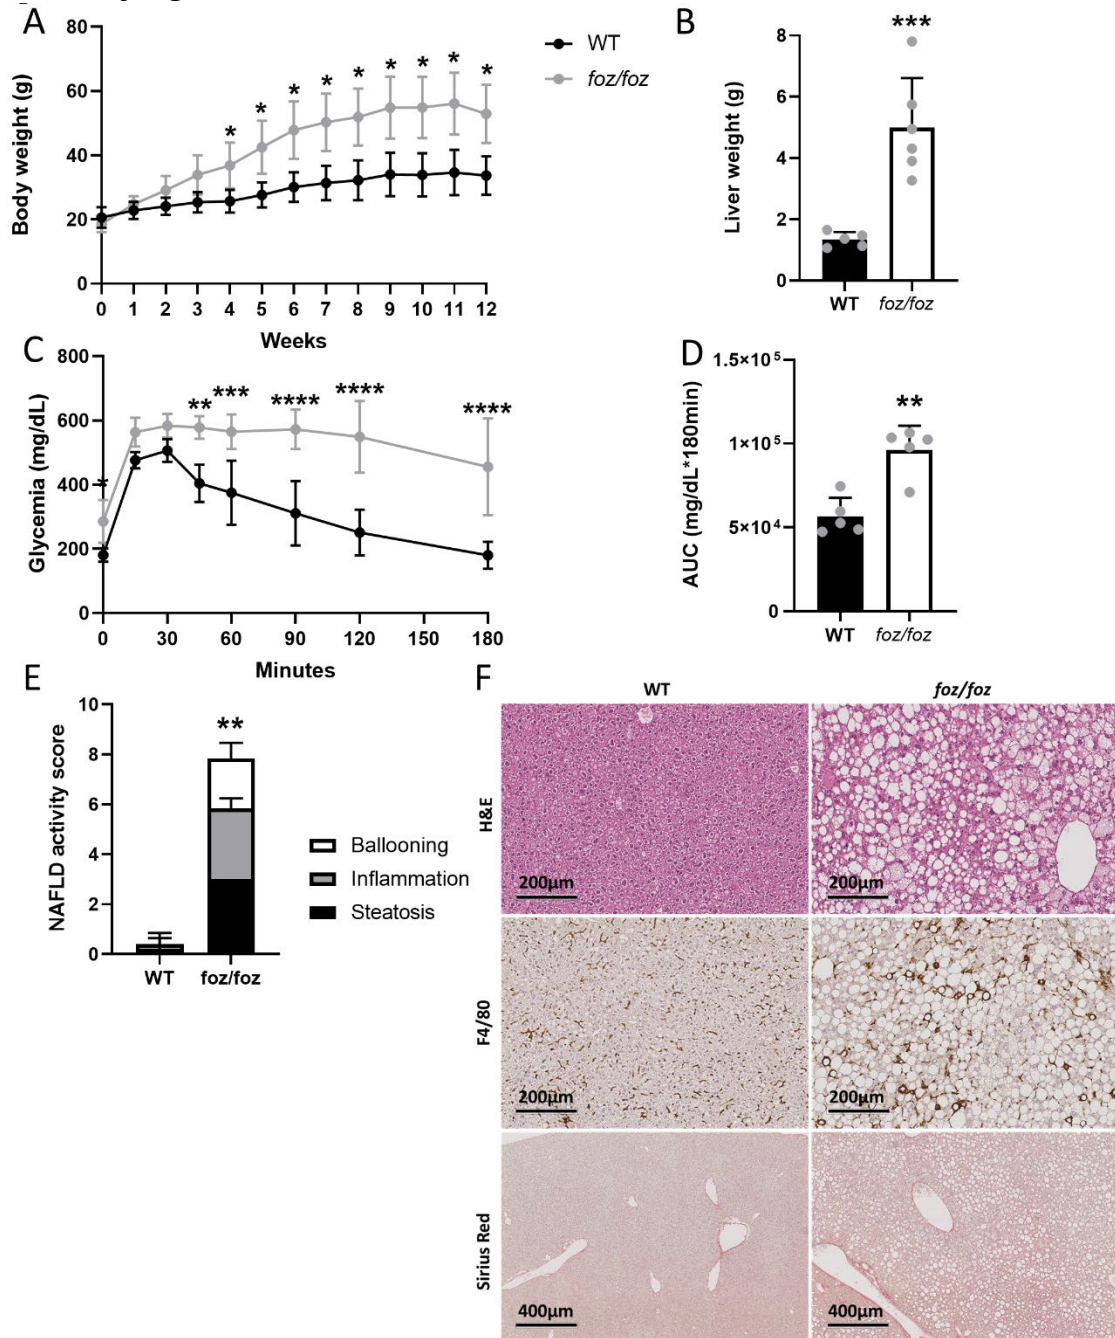 A
Body weight (g)
80
60
40
20
0
* * * * * * * * *
0 1 2 3 4 5 6 7 8 9 10 11 12
Weeks
WT
foz/foz
B
Liver weight (g)
8
6
4
2
0
***
WT foz/foz
C
Glycemia (mg/dL)
800
600
400
200
0
*
** *** **** **** ****
0 30 60 90 120 150 180
Minutes
D
AUC (mg/dL*180min)
1.5×10⁵
1×10⁵
5×10⁴
0
**
WT foz/foz
E
NAFLD activity score
10
8
6
4
2
0
**
WT foz/foz
Ballooning
Inflammation
Steatosis
F
WT foz/foz
H&E
200µm 200µm
F4/80
200µm 200µm
Sirius Red
400µm 400µm